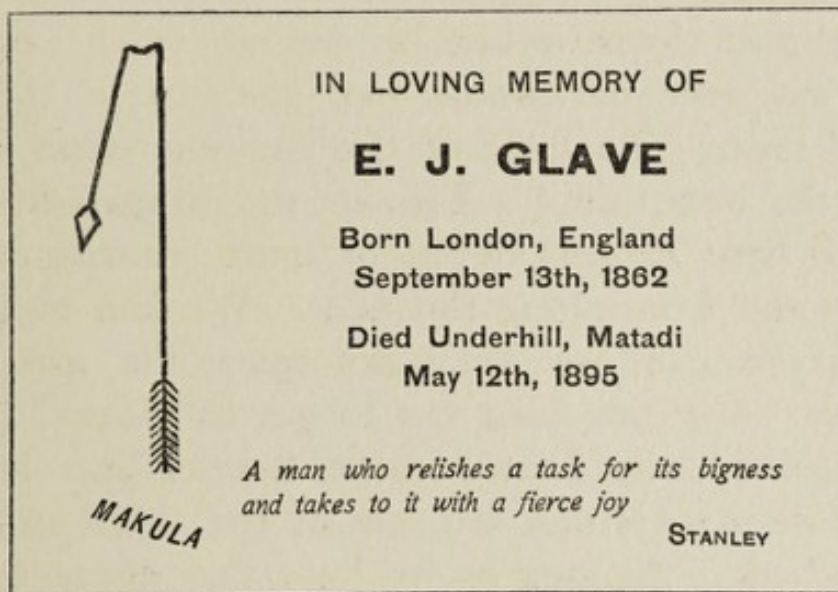 IN LOVING MEMORY OF
E. J. GLAVE
Born London, England
September 13th, 1862
Died Underhill, Matadi
May 12th, 1895
A man who relishes a task for its bigness
and takes to it with a fierce joy
STANLEY
MAKULA